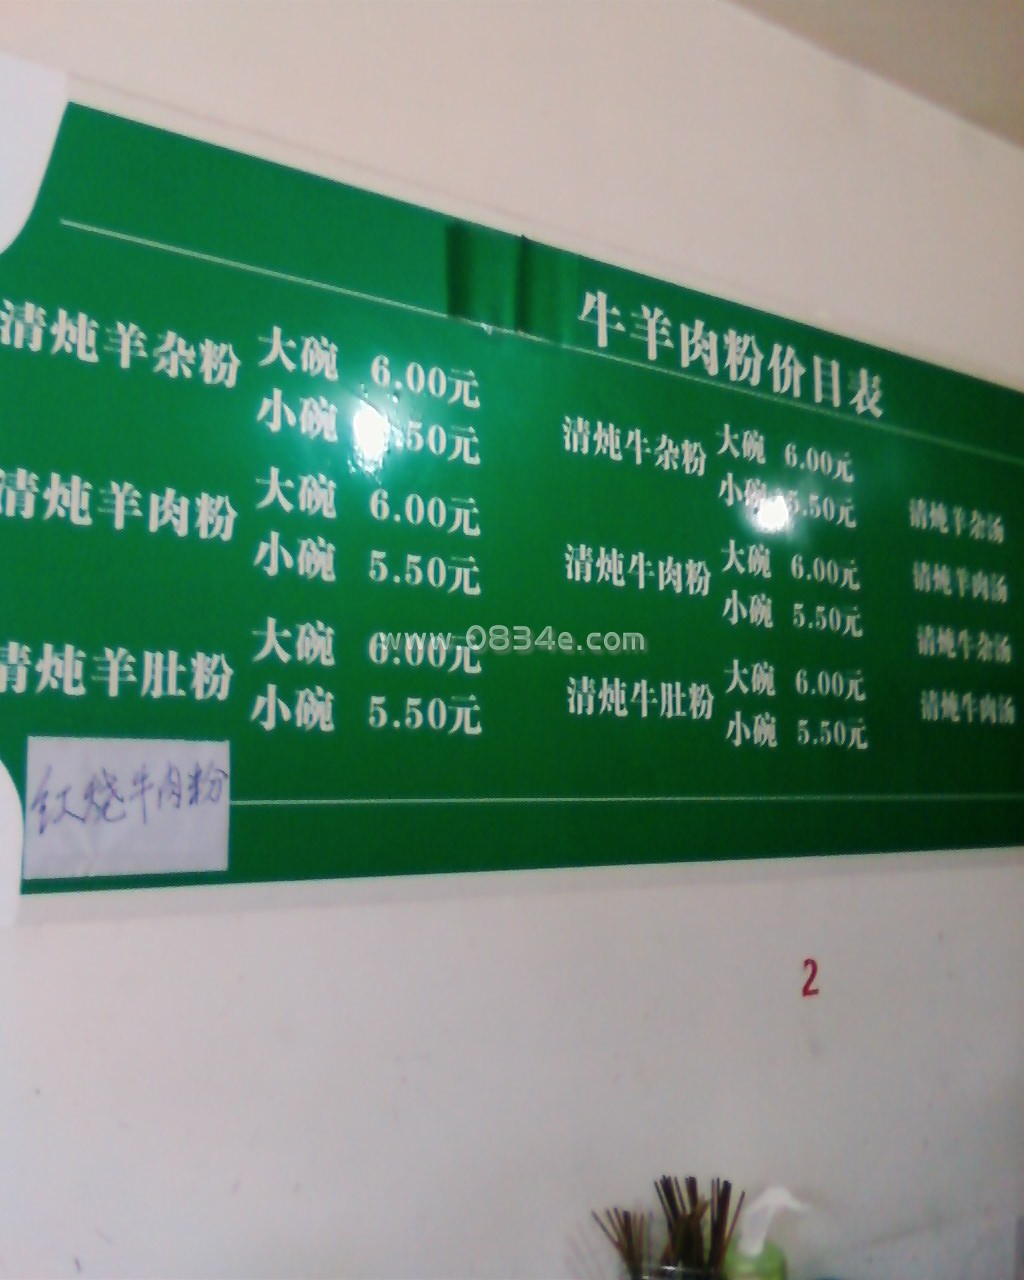 牛羊肉粉价目表
清炖羊杂粉 大碗 6.00元
小碗 .50元
清炖羊肉粉 大碗 6.00元
小碗 5.50元
清炖羊肚粉 大碗 6.00元
小碗 5.50元
红烧牛肉粉
清炖牛杂粉 大碗 6.00元
小碗 5.50元
清炖牛肉粉 大碗 6.00元
小碗 5.50元
清炖牛肚粉 大碗 6.00元
小碗 5.50元
清炖羊杂汤
清炖羊肉汤
清炖牛杂汤
清炖牛肉汤
www.0834e.com
2